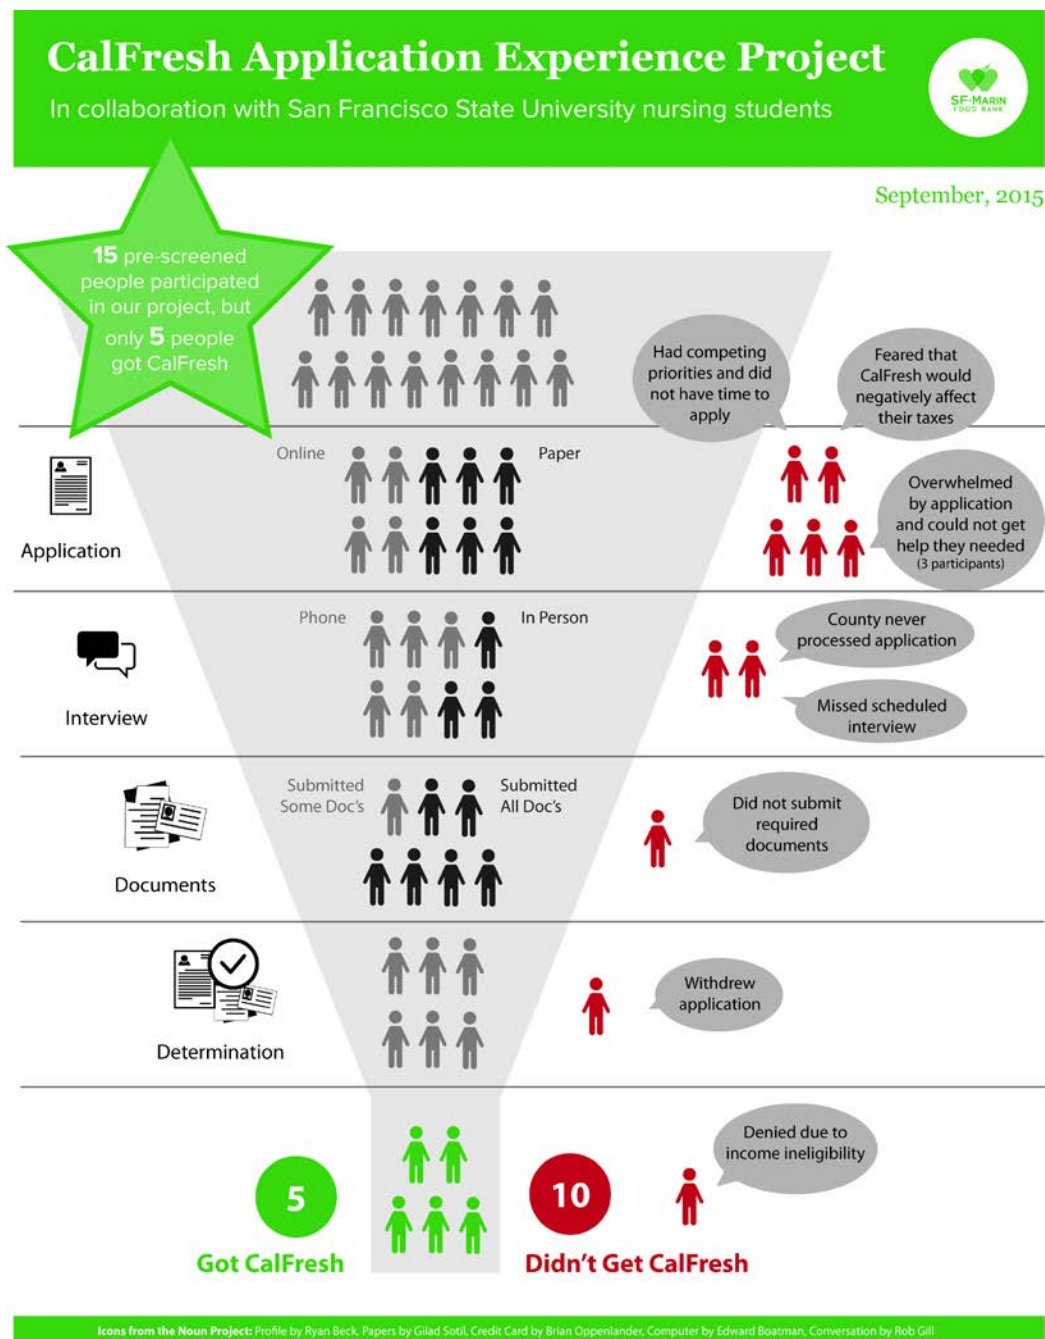 CalFresh Application Experience Project
In collaboration with San Francisco State University nursing students
SF-MARIN
FOOD BANK
September, 2015
15 pre-screened
people participated
in our project, but
only 5 people
got CalFresh
Had competing
priorities and did
not have time to
apply
Feared that
CalFresh would
negatively affect
their taxes
Online
Paper
Overwhelmed
by application
and could not get
help they needed
(3 participants)
Application
Phone
In Person
County never
processed application
Missed scheduled
interview
Interview
Submitted
Some Doc's
Submitted
All Doc's
Did not submit
required
documents
Documents
Withdrew
application
Determination
Denied due to
income ineligibility
5
Got CalFresh
10
Didn't Get CalFresh
Icons from the Noun Project: Profile by Ryan Beck, Papers by Gilad Sotil, Credit Card by Brian Oppenlander, Computer by Edward Boatman, Conversation by Rob Gill